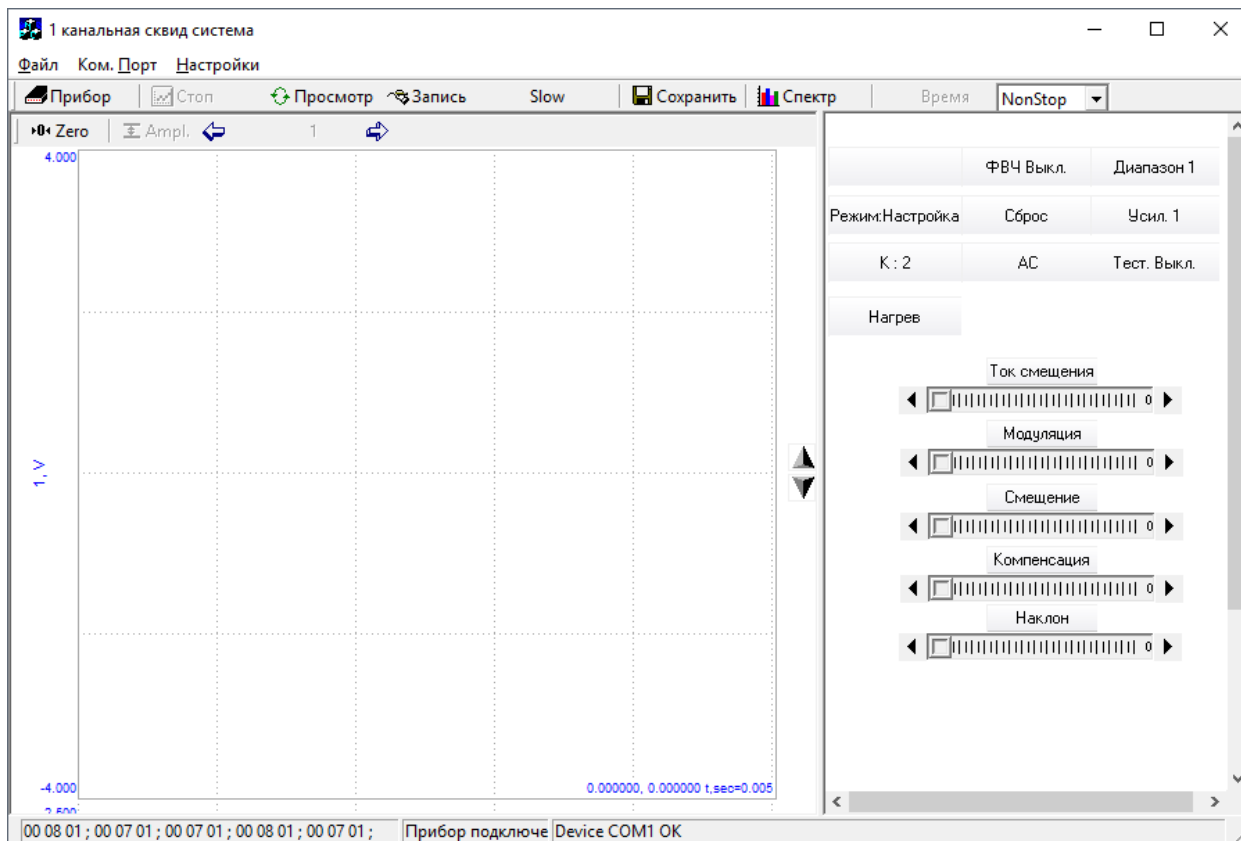 1 канальная сквид система
Файл Ком. Порт Настройки
Прибор Стоп Просмотр Запись Slow Сохранить Спектр Время NonStop
Zero Ampl. 1
4.000
1, V
-4.000
0.000000, 0.000000 t,sec=0.005
ФВЧ Выкл. Диапазон 1
Режим:Настройка Сброс Усил. 1
К : 2 АС Тест. Выкл.
Нагрев
Ток смещения
0
Модуляция
0
Смещение
0
Компенсация
0
Наклон
0
00 08 01 ; 00 07 01 ; 00 07 01 ; 00 08 01 ; 00 07 01 ; Прибор подключе Device COM1 OK